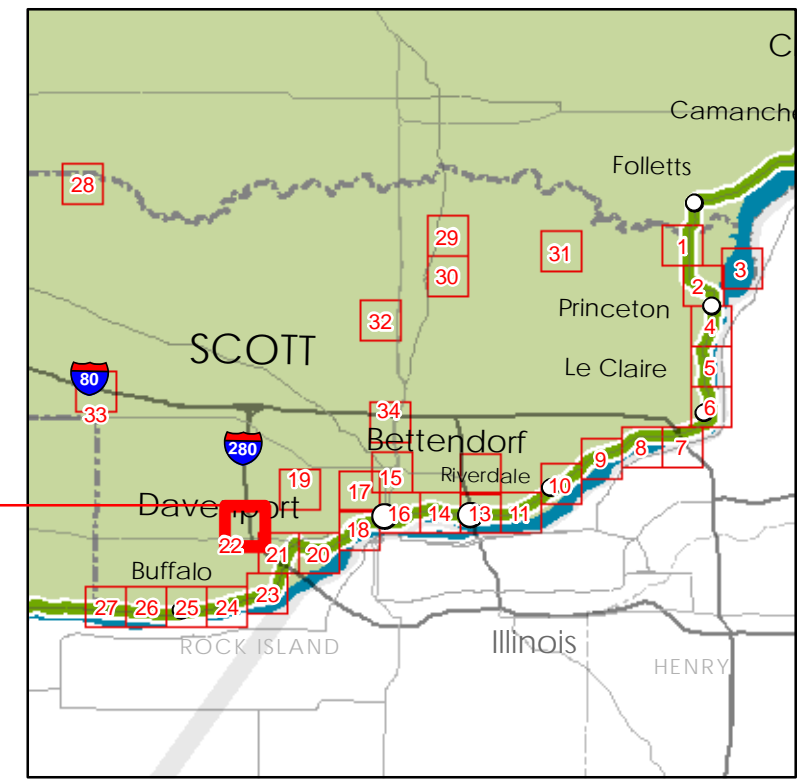 C
Camanche
Folletts
28
29
1
31
30
3
2
Princeton
4
32
SCOTT
Le Claire
5
80
33
34
6
Bettendorf
280
7
8
9
15
Riverdale
19
17
10
Davenport
16
14
13
11
18
22
21
20
Buffalo
23
27
26
25
24
ROCK ISLAND
Illinois
HENRY